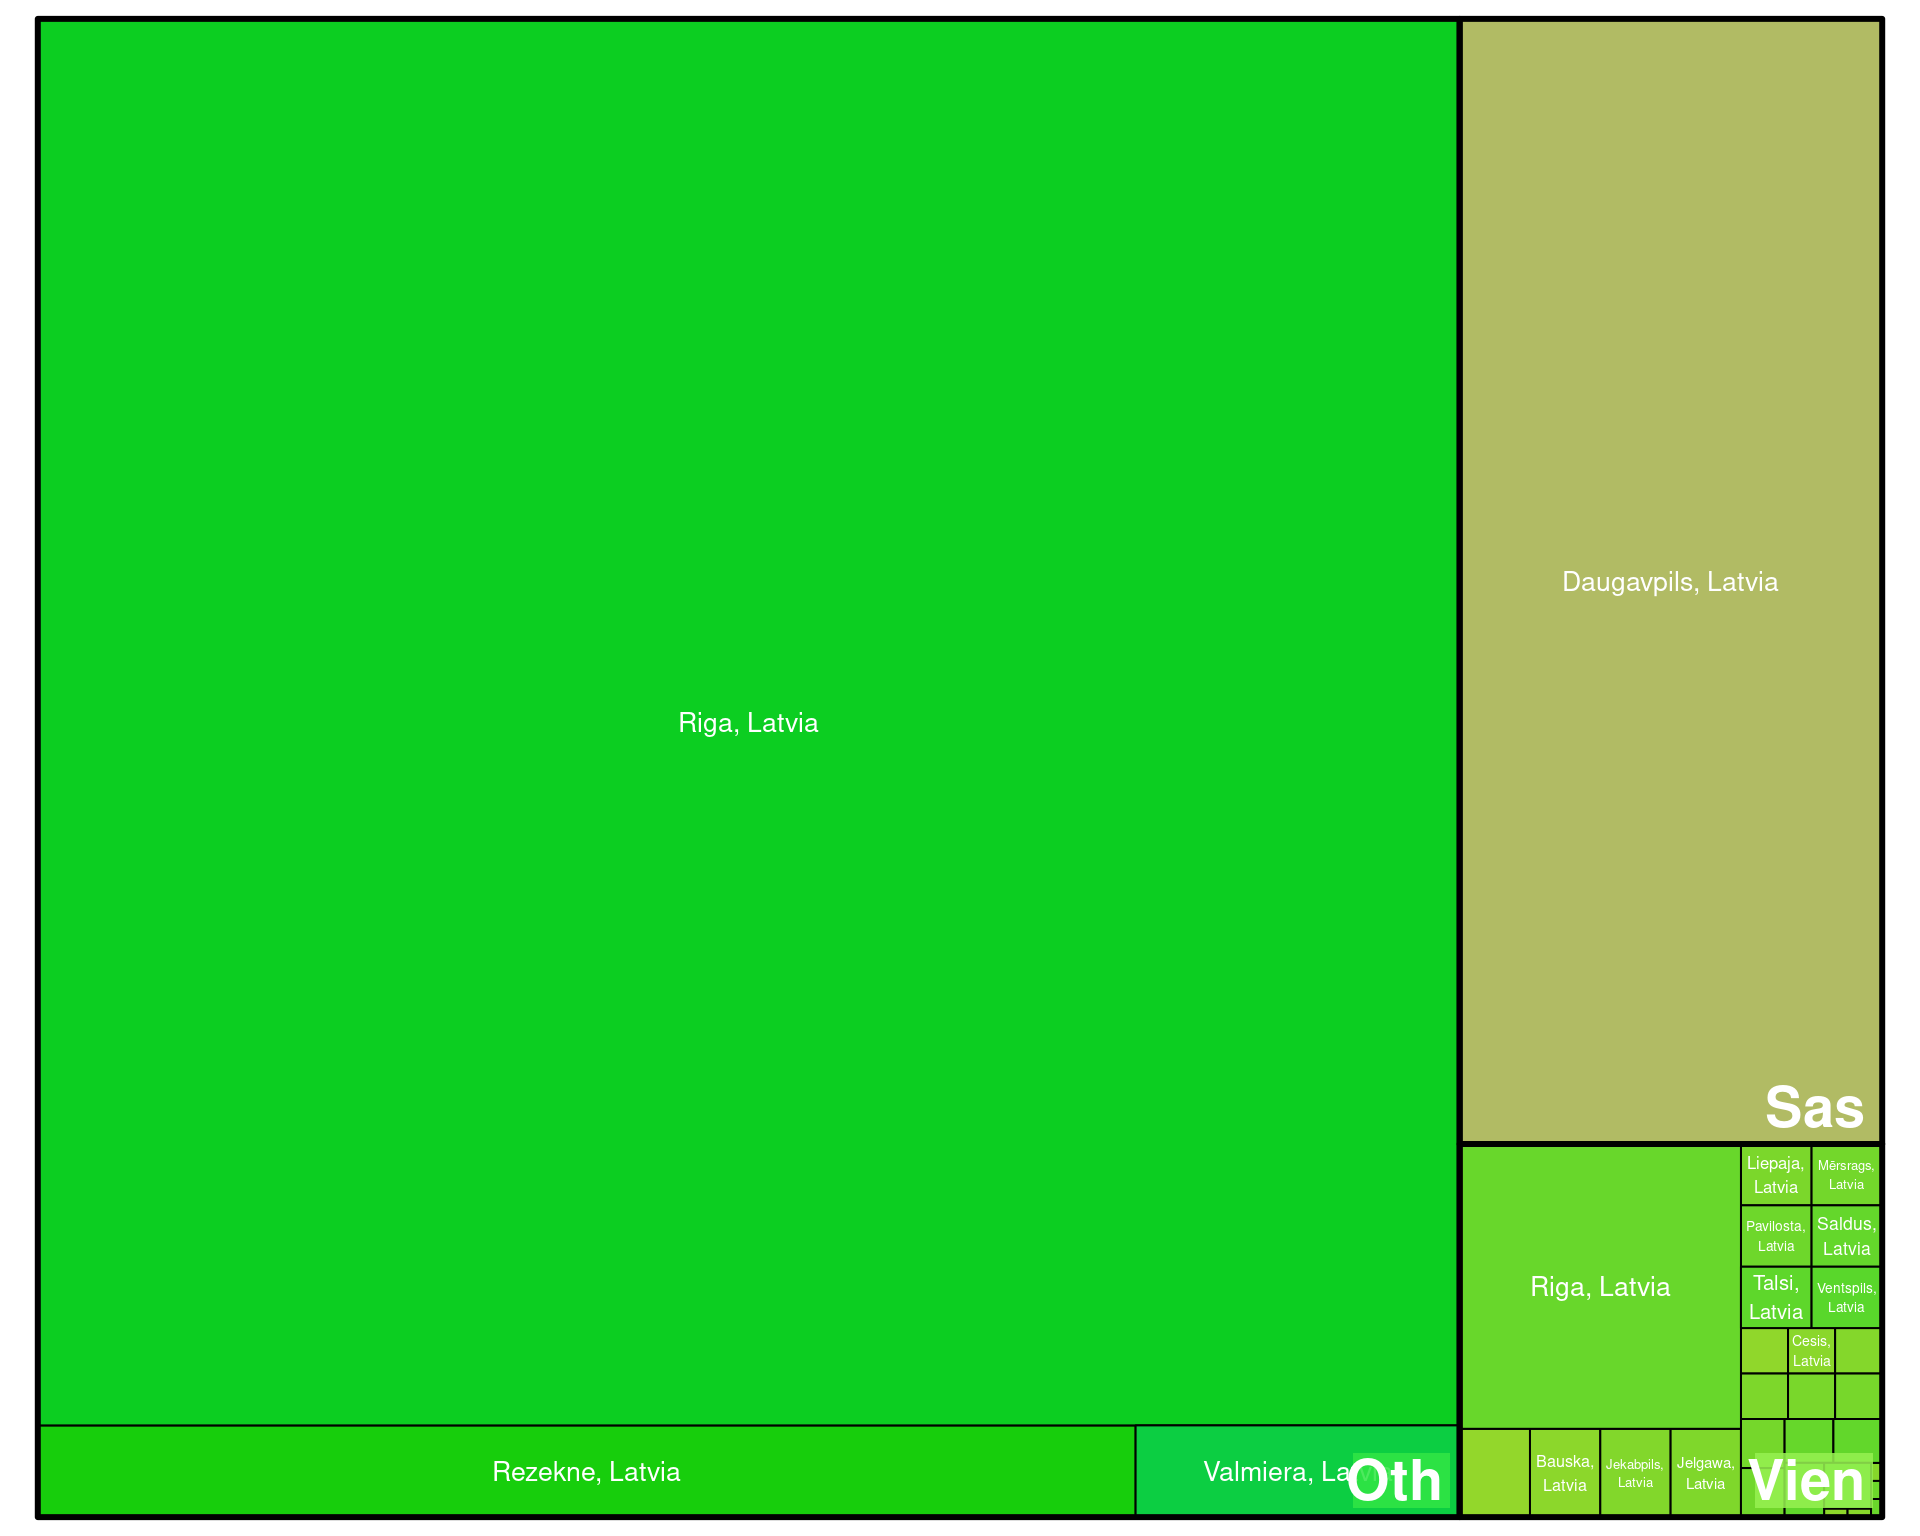 Riga, Latvia
Rezekne, Latvia
Valmiera, La
Oth
Daugavpils, Latvia
Sas
Riga, Latvia
Liepaja,
Latvia
Mērsrags,
Latvia
Pavilosta,
Latvia
Saldus,
Latvia
Talsi,
Latvia
Ventspils,
Latvia
Cesis,
Latvia
Bauska,
Latvia
Jekabpils,
Latvia
Jelgawa,
Latvia
Vien